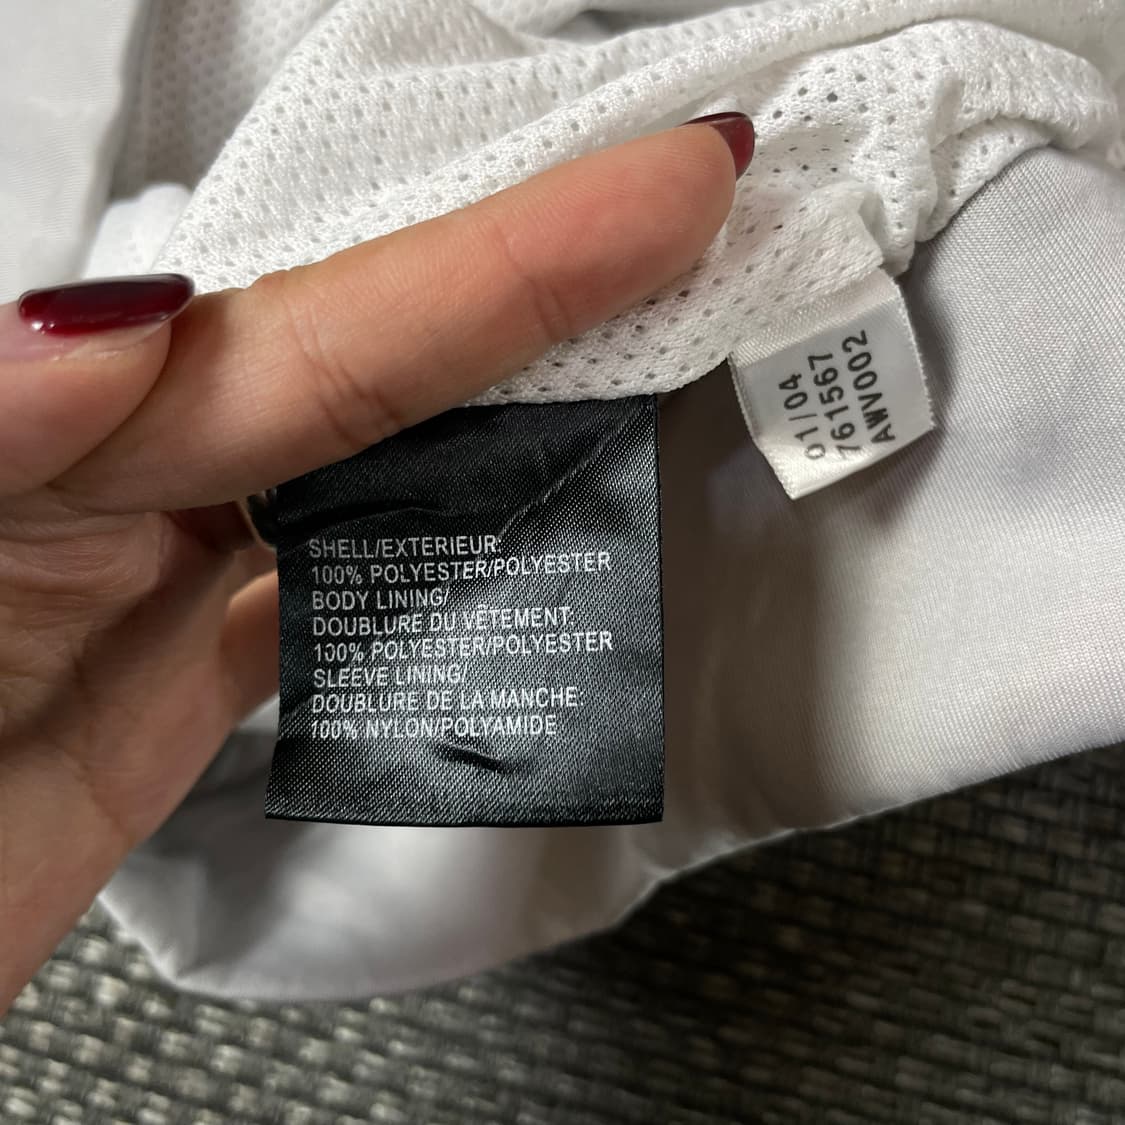 SHELL/EXTERIEUR:
100% POLYESTER/POLYESTER
BODY LINING/
DOUBLURE DU VÊTEMENT:
100% POLYESTER/POLYESTER
SLEEVE LINING/
DOUBLURE DE LA MANCHE:
100% NYLON/POLYAMIDE
01/04
761567
AWV002